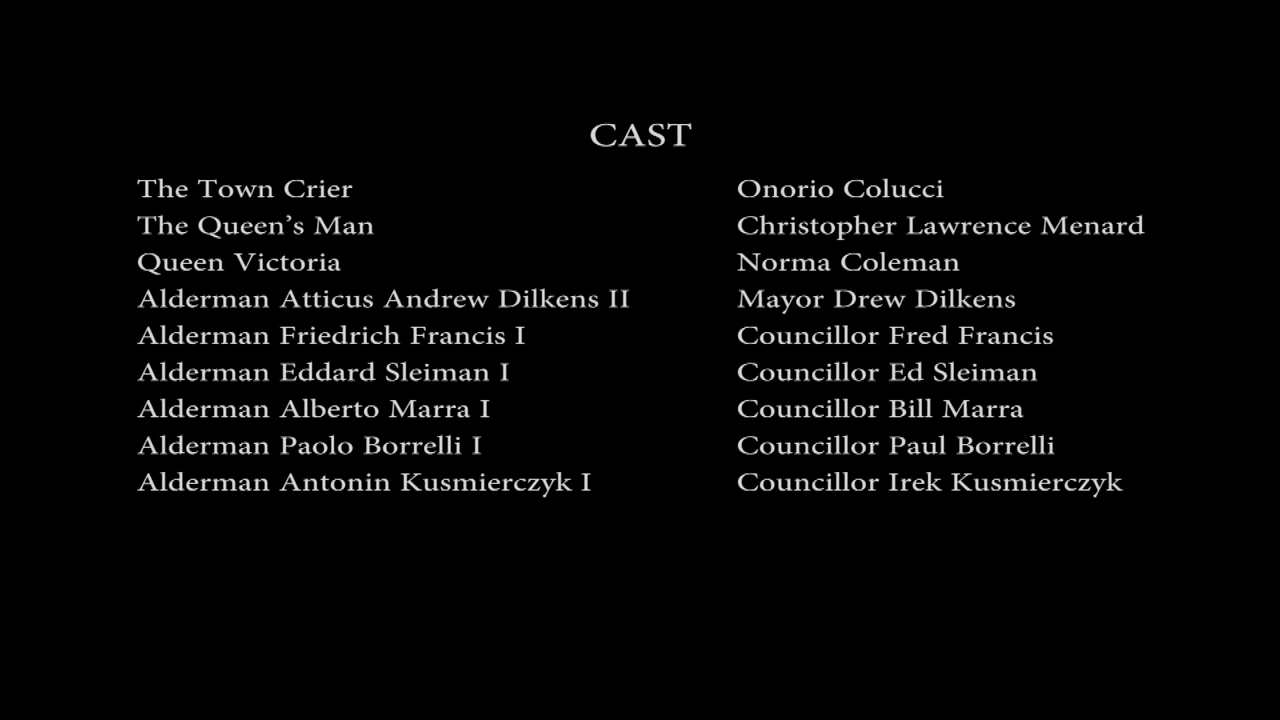 CAST
The Town Crier Onorio Colucci
The Queen’s Man Christopher Lawrence Menard
Queen Victoria Norma Coleman
Alderman Atticus Andrew Dilkens II Mayor Drew Dilkens
Alderman Friedrich Francis I Councillor Fred Francis
Alderman Eddard Sleiman I Councillor Ed Sleiman
Alderman Alberto Marra I Councillor Bill Marra
Alderman Paolo Borrelli I Councillor Paul Borrelli
Alderman Antonin Kusmierczyk I Councillor Irek Kusmierczyk